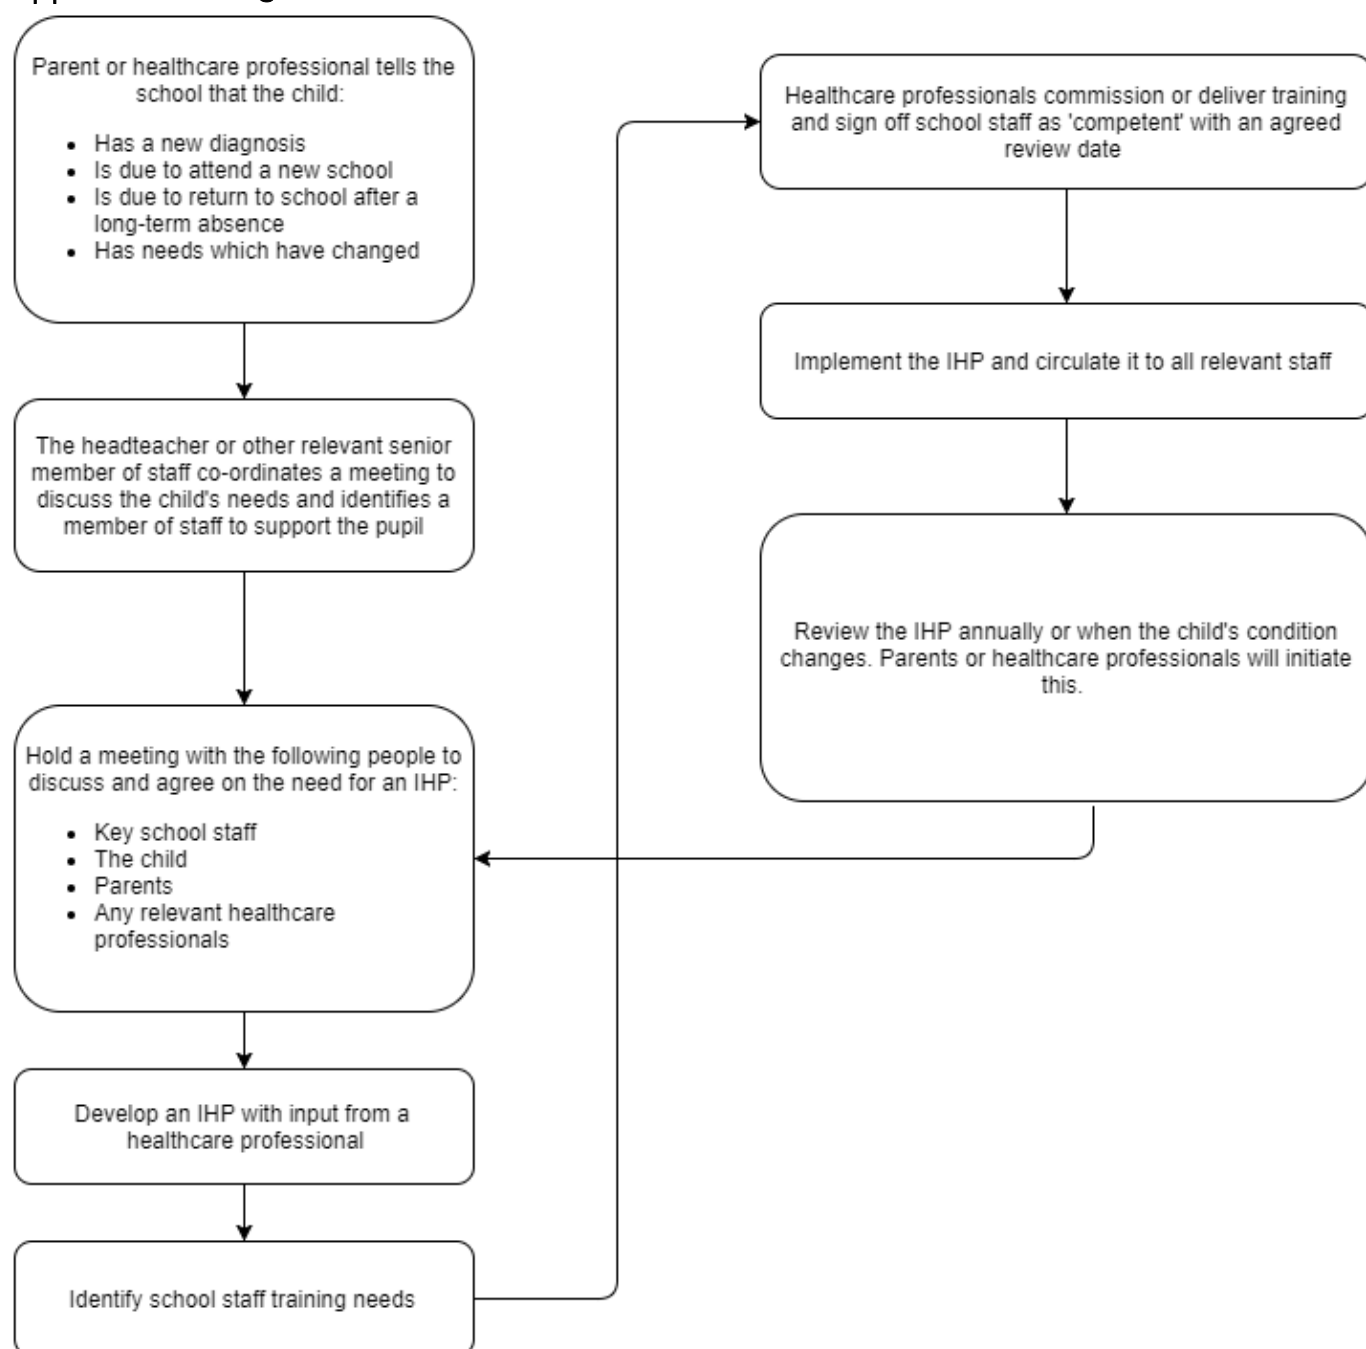 Parent or healthcare professional tells the
school that the child:
• Has a new diagnosis
• Is due to attend a new school
• Is due to return to school after a
long-term absence
• Has needs which have changed
The headteacher or other relevant senior
member of staff co-ordinates a meeting to
discuss the child's needs and identifies a
member of staff to support the pupil
Hold a meeting with the following people to
discuss and agree on the need for an IHP:
• Key school staff
• The child
• Parents
• Any relevant healthcare
professionals
Develop an IHP with input from a
healthcare professional
Identify school staff training needs
Healthcare professionals commission or deliver training
and sign off school staff as 'competent' with an agreed
review date
Implement the IHP and circulate it to all relevant staff
Review the IHP annually or when the child's condition
changes. Parents or healthcare professionals will initiate
this.